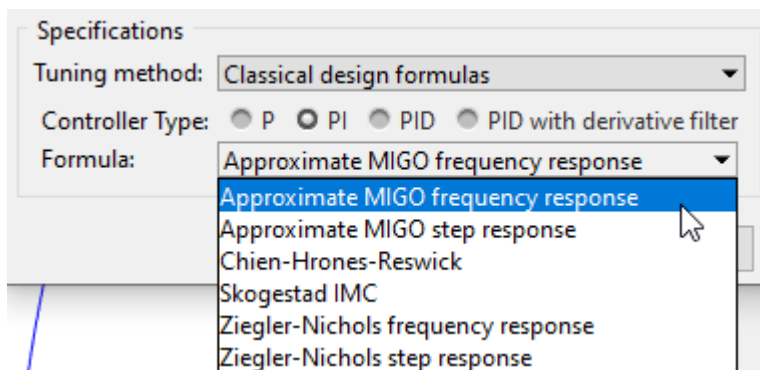 Specifications
Tuning method: Classical design formulas
Controller Type: P PI PID PID with derivative filter
Formula: Approximate MIGO frequency response
Approximate MIGO frequency response
Approximate MIGO step response
Chien-Hrones-Reswick
Skogestad IMC
Ziegler-Nichols frequency response
Ziegler-Nichols step response